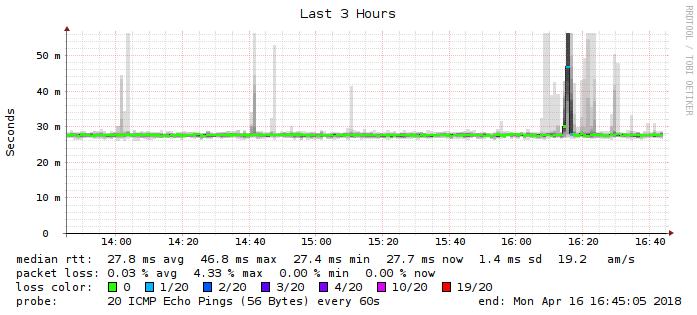 Last 3 Hours
RRDTOOL / TOBI OETIKER
Seconds
50 m
40 m
30 m
20 m
10 m
0
14:00 14:20 14:40 15:00 15:20 15:40 16:00 16:20 16:40
median rtt: 27.8 ms avg 46.8 ms max 27.4 ms min 27.7 ms now 1.4 ms sd 19.2 am/s
packet loss: 0.03 % avg 4.33 % max 0.00 % min 0.00 % now
loss color: 0 1/20 2/20 3/20 4/20 10/20 19/20
probe: 20 ICMP Echo Pings (56 Bytes) every 60s end: Mon Apr 16 16:45:05 2018